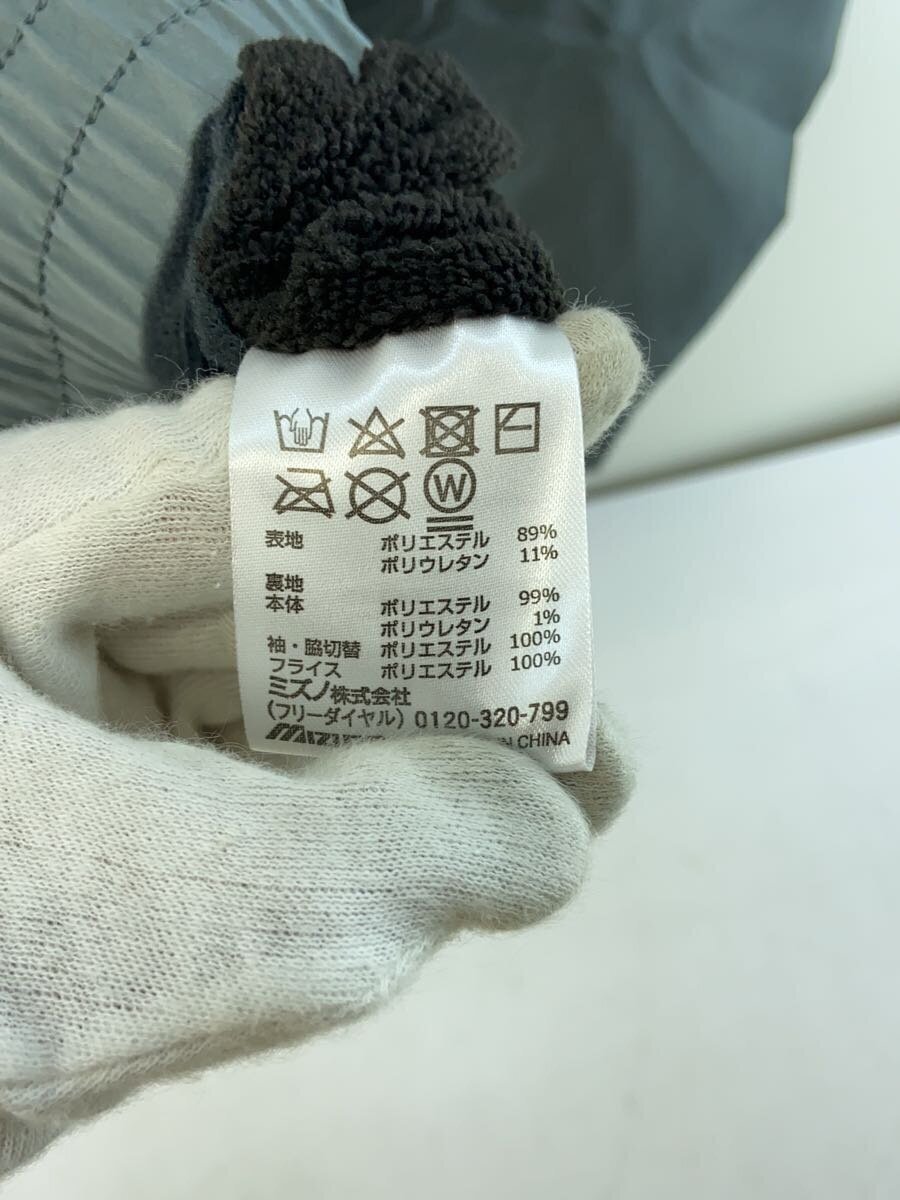 W
表地 ポリエステル 89%
ポリウレタン 11%
裏地
本体 ポリエステル 99%
ポリウレタン 1%
袖・脇切替 ポリエステル 100%
フライス ポリエステル 100%
ミズノ株式会社
(フリーダイヤル) 0120-320-799
CHINA